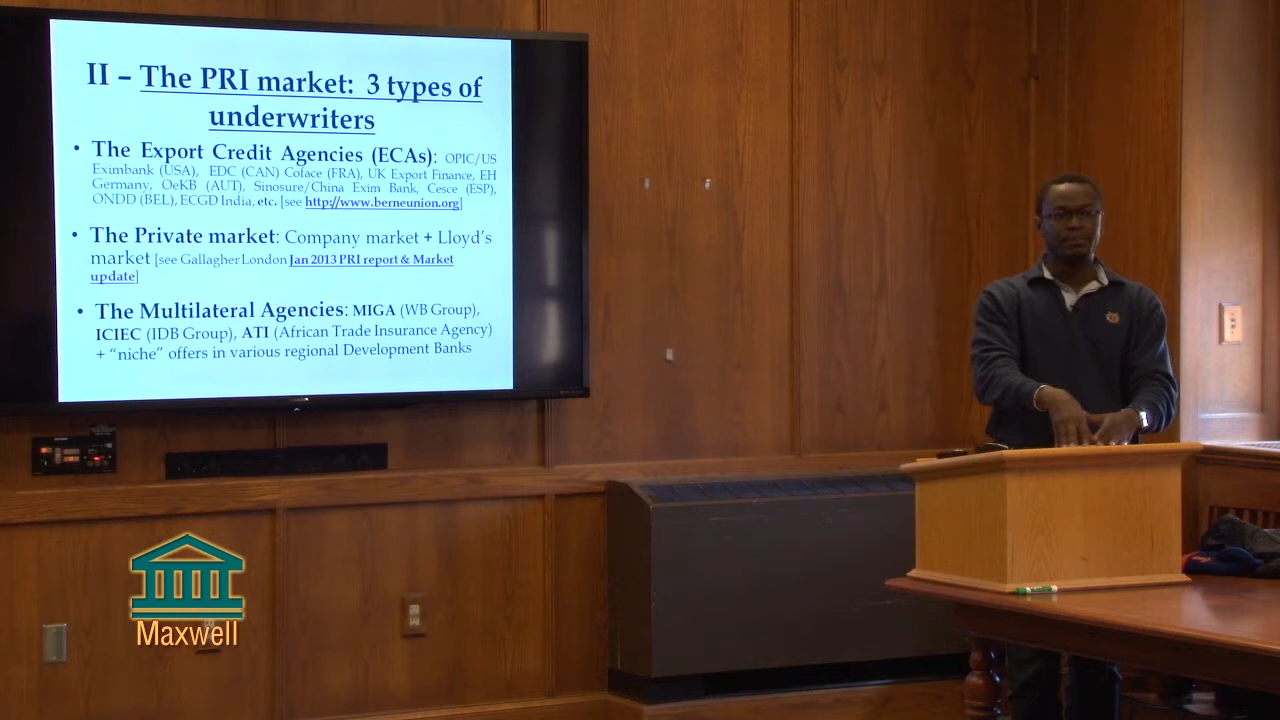 II – The PRI market: 3 types of
underwriters
• The Export Credit Agencies (ECAs): OPIC/US
Eximbank (USA), EDC (CAN) Coface (FRA), UK Export Finance, EH
Germany, OeKB (AUT), Sinosure/China Exim Bank, Cesce (ESP),
ONDD (BEL), ECGD India, etc. [see http://www.berneunion.org]
• The Private market: Company market + Lloyd's
market [see Gallagher London Jan 2013 PRI report & Market
update]
• The Multilateral Agencies: MIGA (WB Group),
ICIEC (IDB Group), ATI (African Trade Insurance Agency)
+ “niche” offers in various regional Development Banks
Maxwell